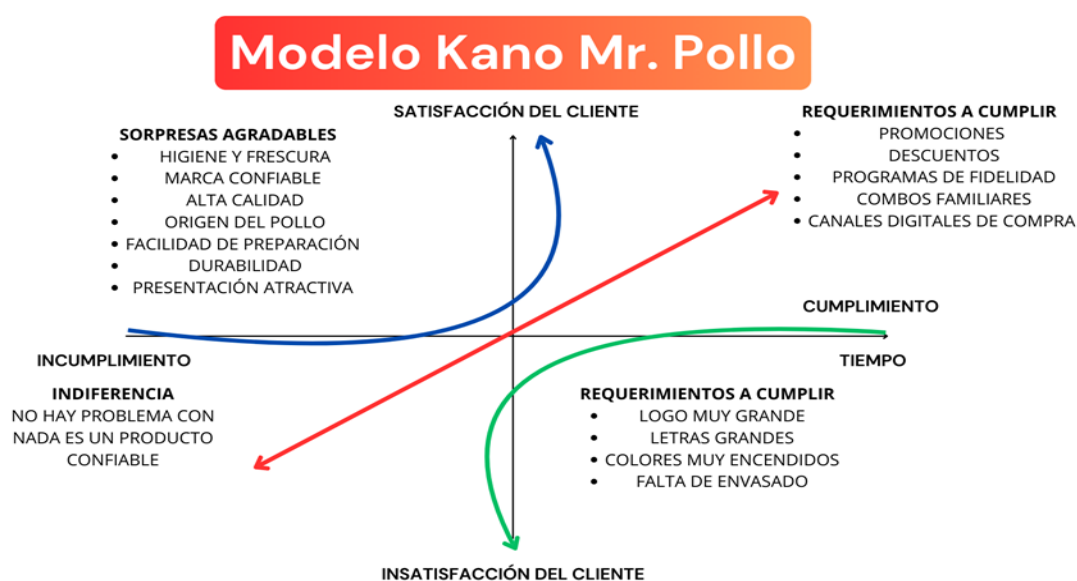 Modelo Kano Mr. Pollo
SATISFACCIÓN DEL CLIENTE
SORPRESAS AGRADABLES
• HIGIENE Y FRESCURA
• MARCA CONFIABLE
• ALTA CALIDAD
• ORIGEN DEL POLLO
• FACILIDAD DE PREPARACIÓN
• DURABILIDAD
• PRESENTACIÓN ATRACTIVA
REQUERIMIENTOS A CUMPLIR
• PROMOCIONES
• DESCUENTOS
• PROGRAMAS DE FIDELIDAD
• COMBOS FAMILIARES
• CANALES DIGITALES DE COMPRA
CUMPLIMIENTO
INCUMPLIMIENTO
TIEMPO
INDIFERENCIA
NO HAY PROBLEMA CON
NADA ES UN PRODUCTO
CONFIABLE
REQUERIMIENTOS A CUMPLIR
• LOGO MUY GRANDE
• LETRAS GRANDES
• COLORES MUY ENCENDIDOS
• FALTA DE ENVASADO
INSATISFACCIÓN DEL CLIENTE